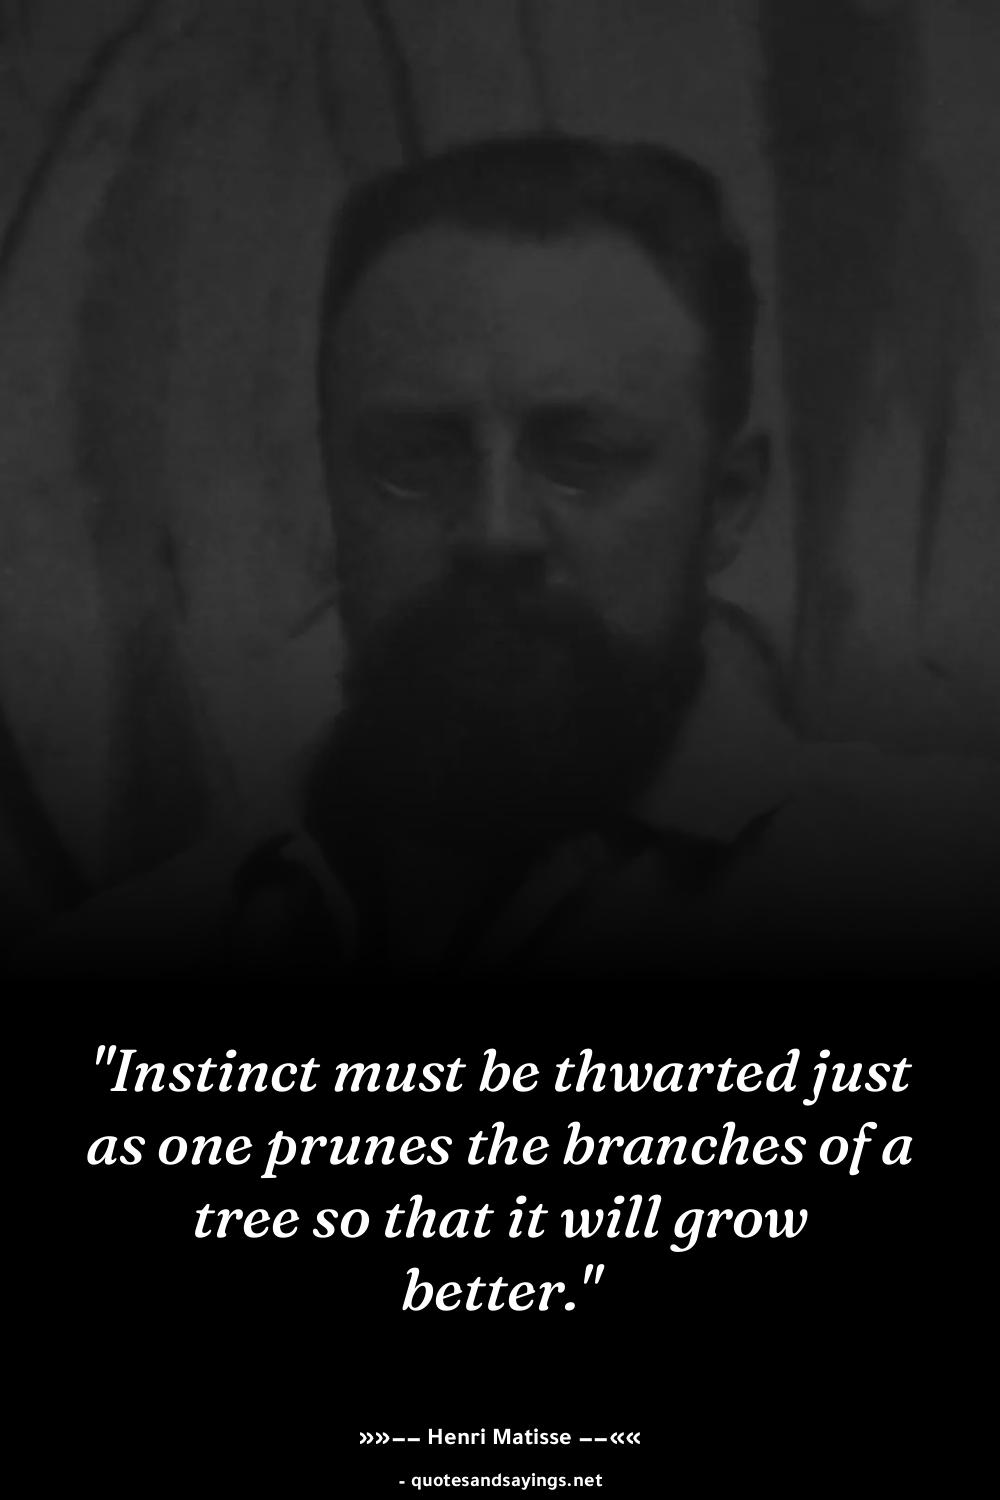 "Instinct must be thwarted just
as one prunes the branches of a
tree so that it will grow
better."
»»−− Henri Matisse −−««
- quotesandsayings.net